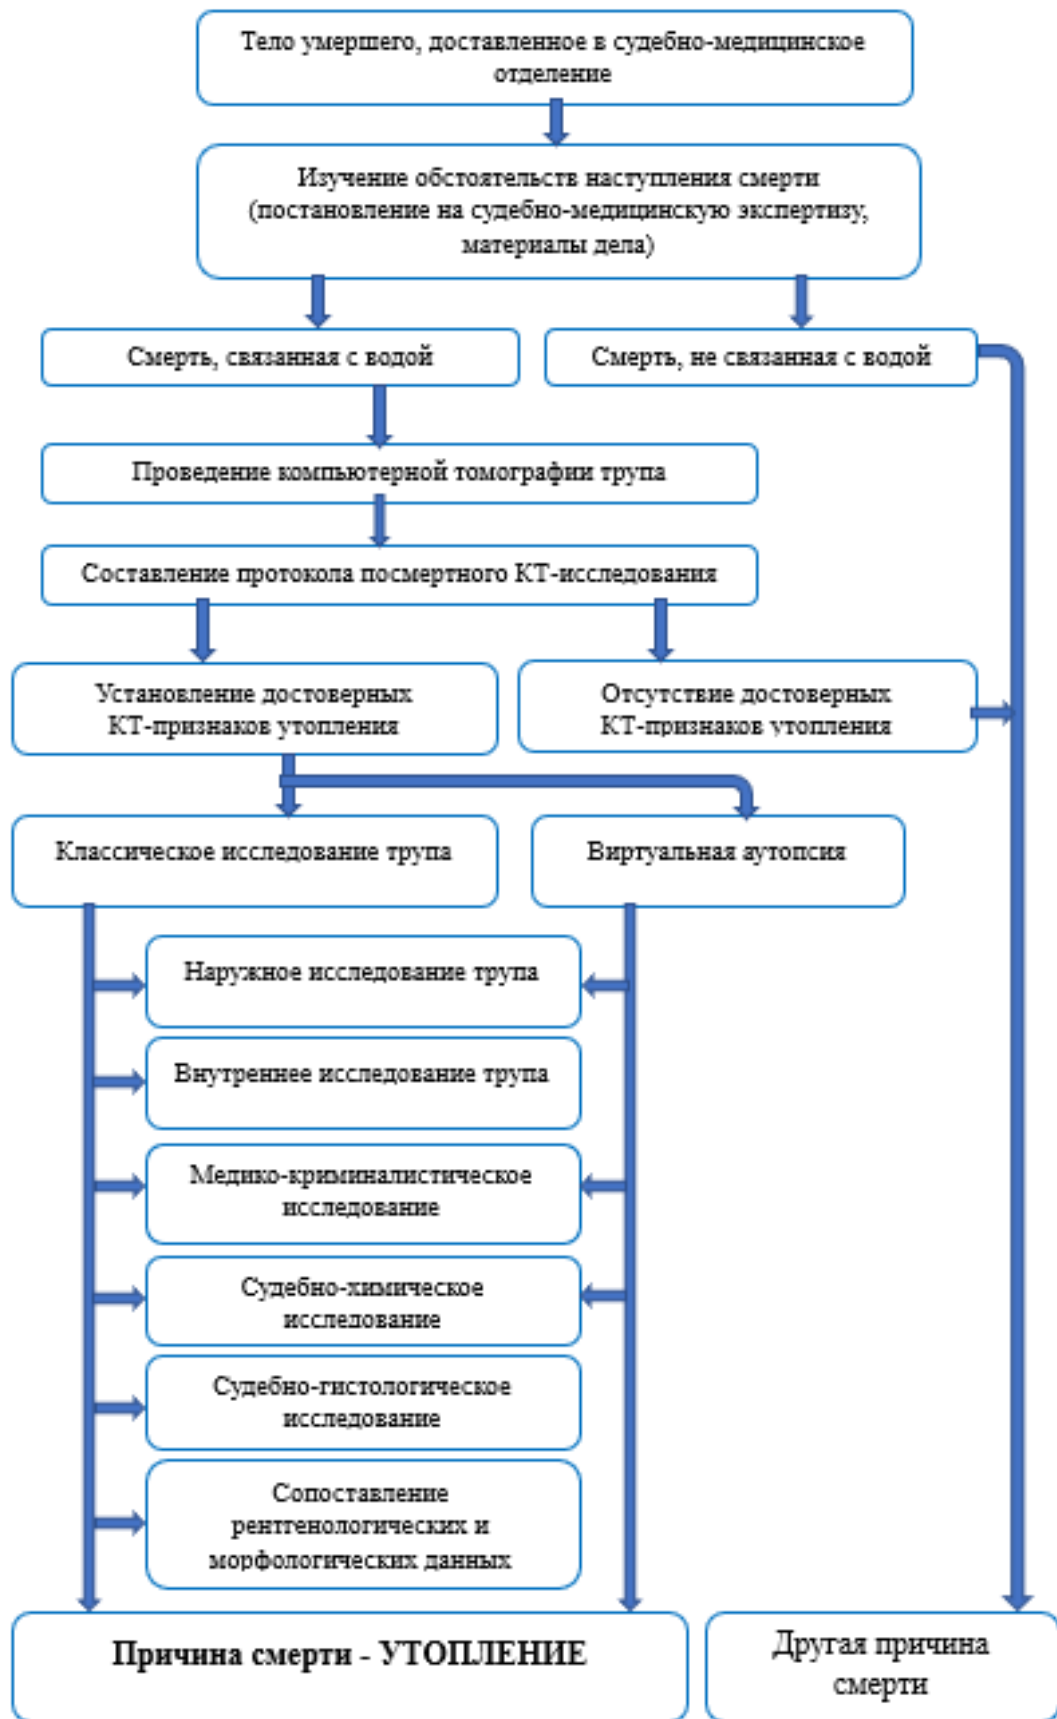 Тело умершего, доставленное в судебно-медицинское
отделение
Изучение обстоятельств наступления смерти
(постановление на судебно-медицинскую экспертизу,
материалы дела)
Смерть, связанная с водой
Смерть, не связанная с водой
Проведение компьютерной томографии трупа
Составление протокола посмертного КТ-исследования
Установление достоверных
КТ-признаков утопления
Отсутствие достоверных
КТ-признаков утопления
Классическое исследование трупа
Виртуальная аутопсия
Наружное исследование трупа
Внутреннее исследование трупа
Медико-криминалистическое
исследование
Судебно-химическое
исследование
Судебно-гистологическое
исследование
Сопоставление
рентгенологических и
морфологических данных
Причина смерти - УТОПЛЕНИЕ
Другая причина
смерти